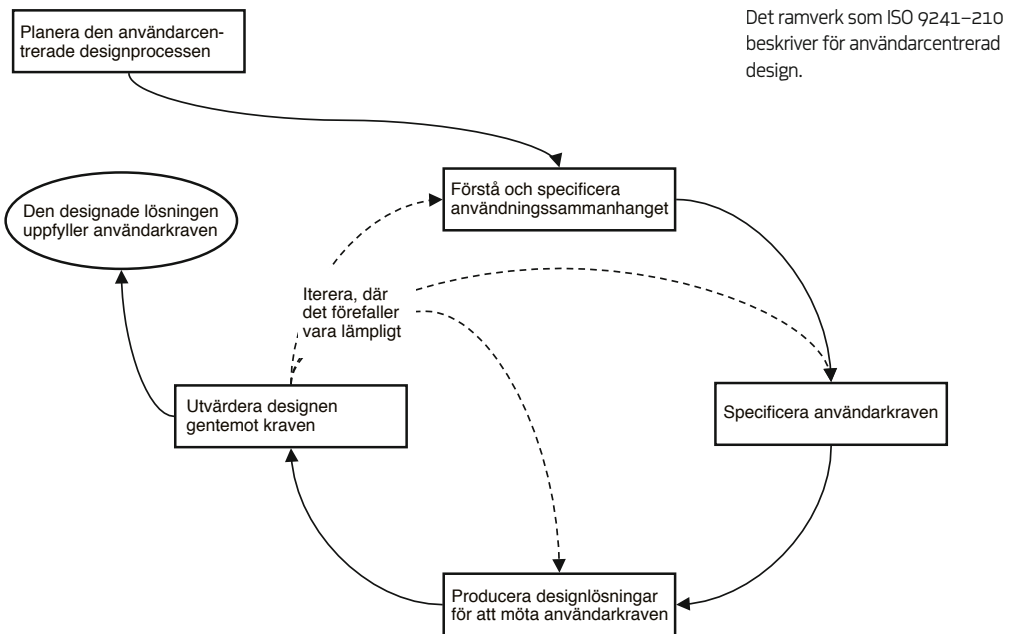 Planera den användarcen-
trerade designprocessen
Det ramverk som ISO 9241–210
beskriver för användarcentrerad
design.
Förstå och specificera
användningssammanhanget
Den designade lösningen
uppfyller användarkraven
Iterera, där
det förefaller
vara lämpligt
Utvärdera designen
gentemot kraven
Specificera användarkraven
Producera designlösningar
för att möta användarkraven